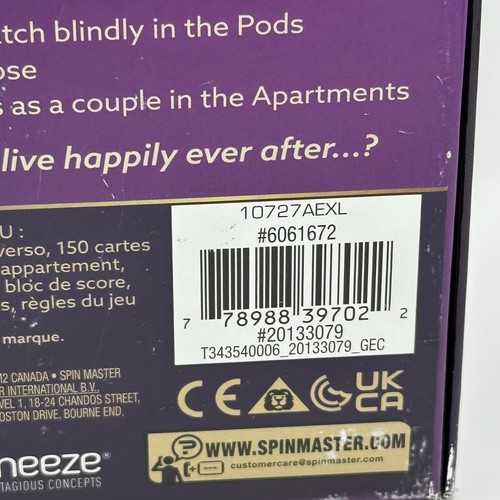 tch blindly in the Pods
ose
s as a couple in the Apartments
live happily ever after...?
U :
verso, 150 cartes
appartement,
bloc de score,
s, règles du jeu
marque.
10727AEXL
#6061672
7 78988 39702 2
#20133079
T343540006_20133079_GEC
M2 CANADA • SPIN MASTER
R INTERNATIONAL B.V.,
VEL 1, 18-24 CHANDOS STREET,
OSTON DRIVE, BOURNE END,
CE
UK
CA
WWW.SPINMASTER.COM
customercare@spinmaster.com
neeze®
TAGIOUS CONCEPTS